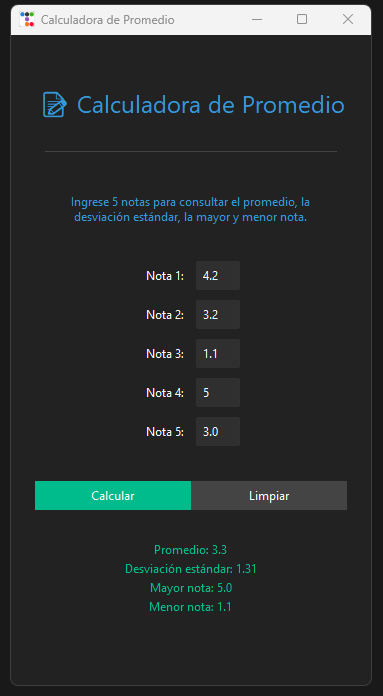 Calculadora de Promedio
Calculadora de Promedio
Ingrese 5 notas para consultar el promedio, la
desviación estándar, la mayor y menor nota.
Nota 1: 4.2
Nota 2: 3.2
Nota 3: 1.1
Nota 4: 5
Nota 5: 3.0
Calcular Limpiar
Promedio: 3.3
Desviación estándar: 1.31
Mayor nota: 5.0
Menor nota: 1.1